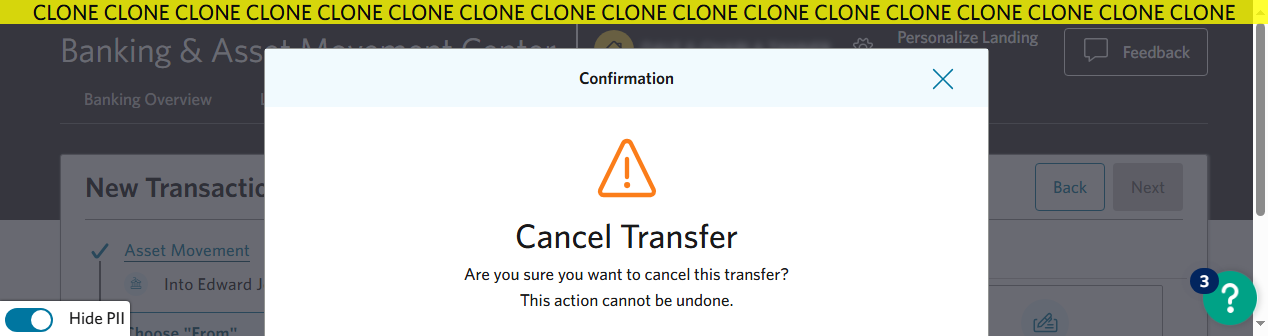 CLONE CLONE CLONE CLONE CLONE CLONE CLONE CLONE CLONE CLONE CLONE CLONE CLONE CLONE CLONE CLONE CLONE
Banking & Asset Movement Center
Personalize Landing
Feedback
Confirmation
Banking Overview
New Transactio
Back
Next
Cancel Transfer
Asset Movement
Are you sure you want to cancel this transfer?
Into Edward J
This action cannot be undone.
3
?
Hide PII
hoose "From"